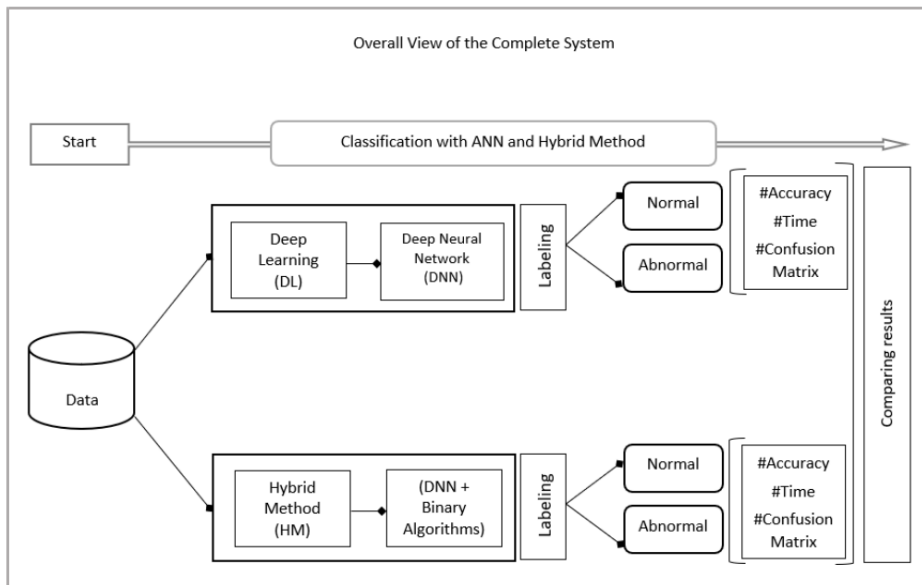 Overall View of the Complete System
Start
Classification with ANN and Hybrid Method
Deep
Learning
(DL)
Deep Neural
Network
(DNN)
Labeling
Normal
Abnormal
#Accuracy
#Time
#Confusion
Matrix
Data
Comparing results
Hybrid
Method
(HM)
(DNN +
Binary
Algorithms)
Labeling
Normal
Abnormal
#Accuracy
#Time
#Confusion
Matrix